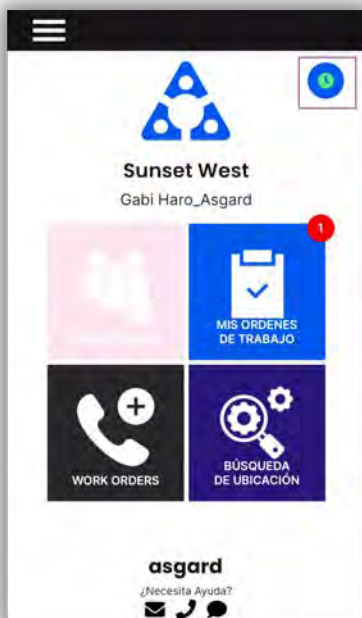 Sunset West
Gabi Haro_Asgard
1
MIS ORDENES
DE TRABAJO
WORK ORDERS
BÚSQUEDA
DE UBICACIÓN
asgard
¿Necesita Ayuda?